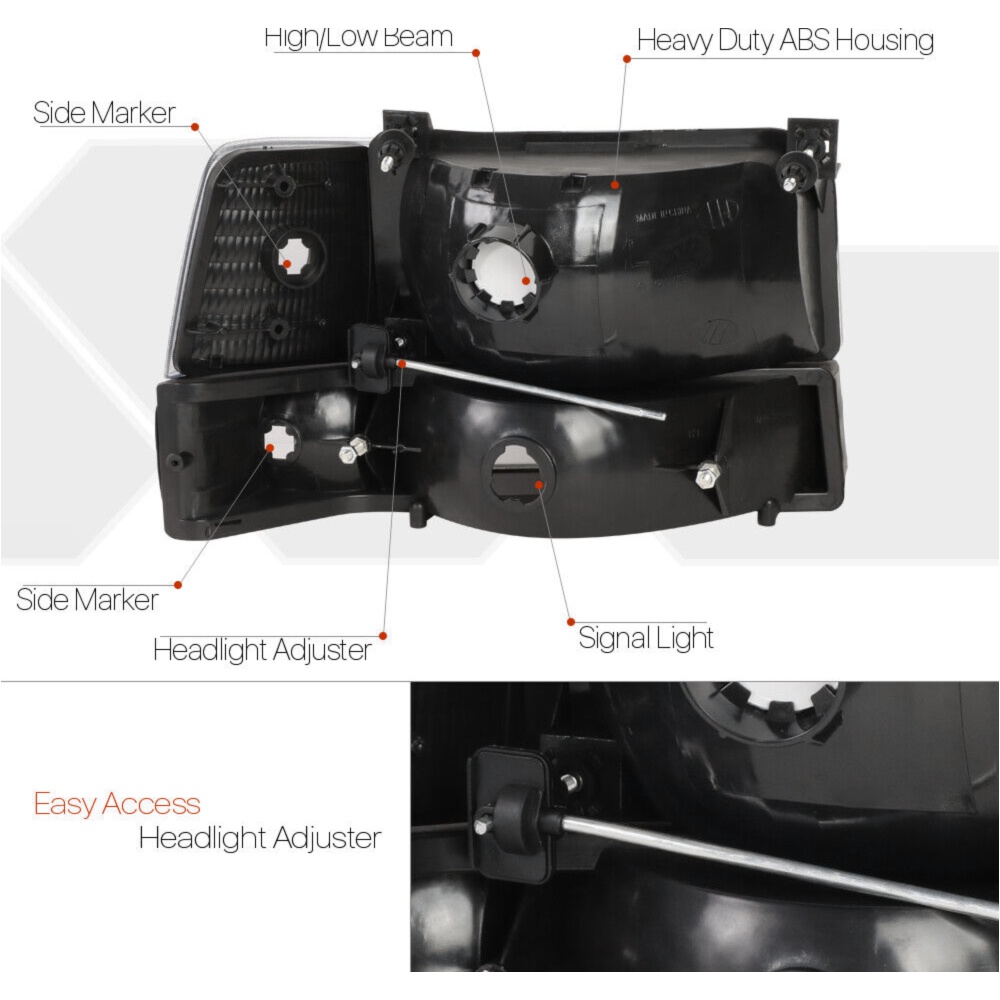 High/Low Beam
Heavy Duty ABS Housing
Side Marker
Side Marker
Headlight Adjuster
Signal Light
Easy Access
Headlight Adjuster